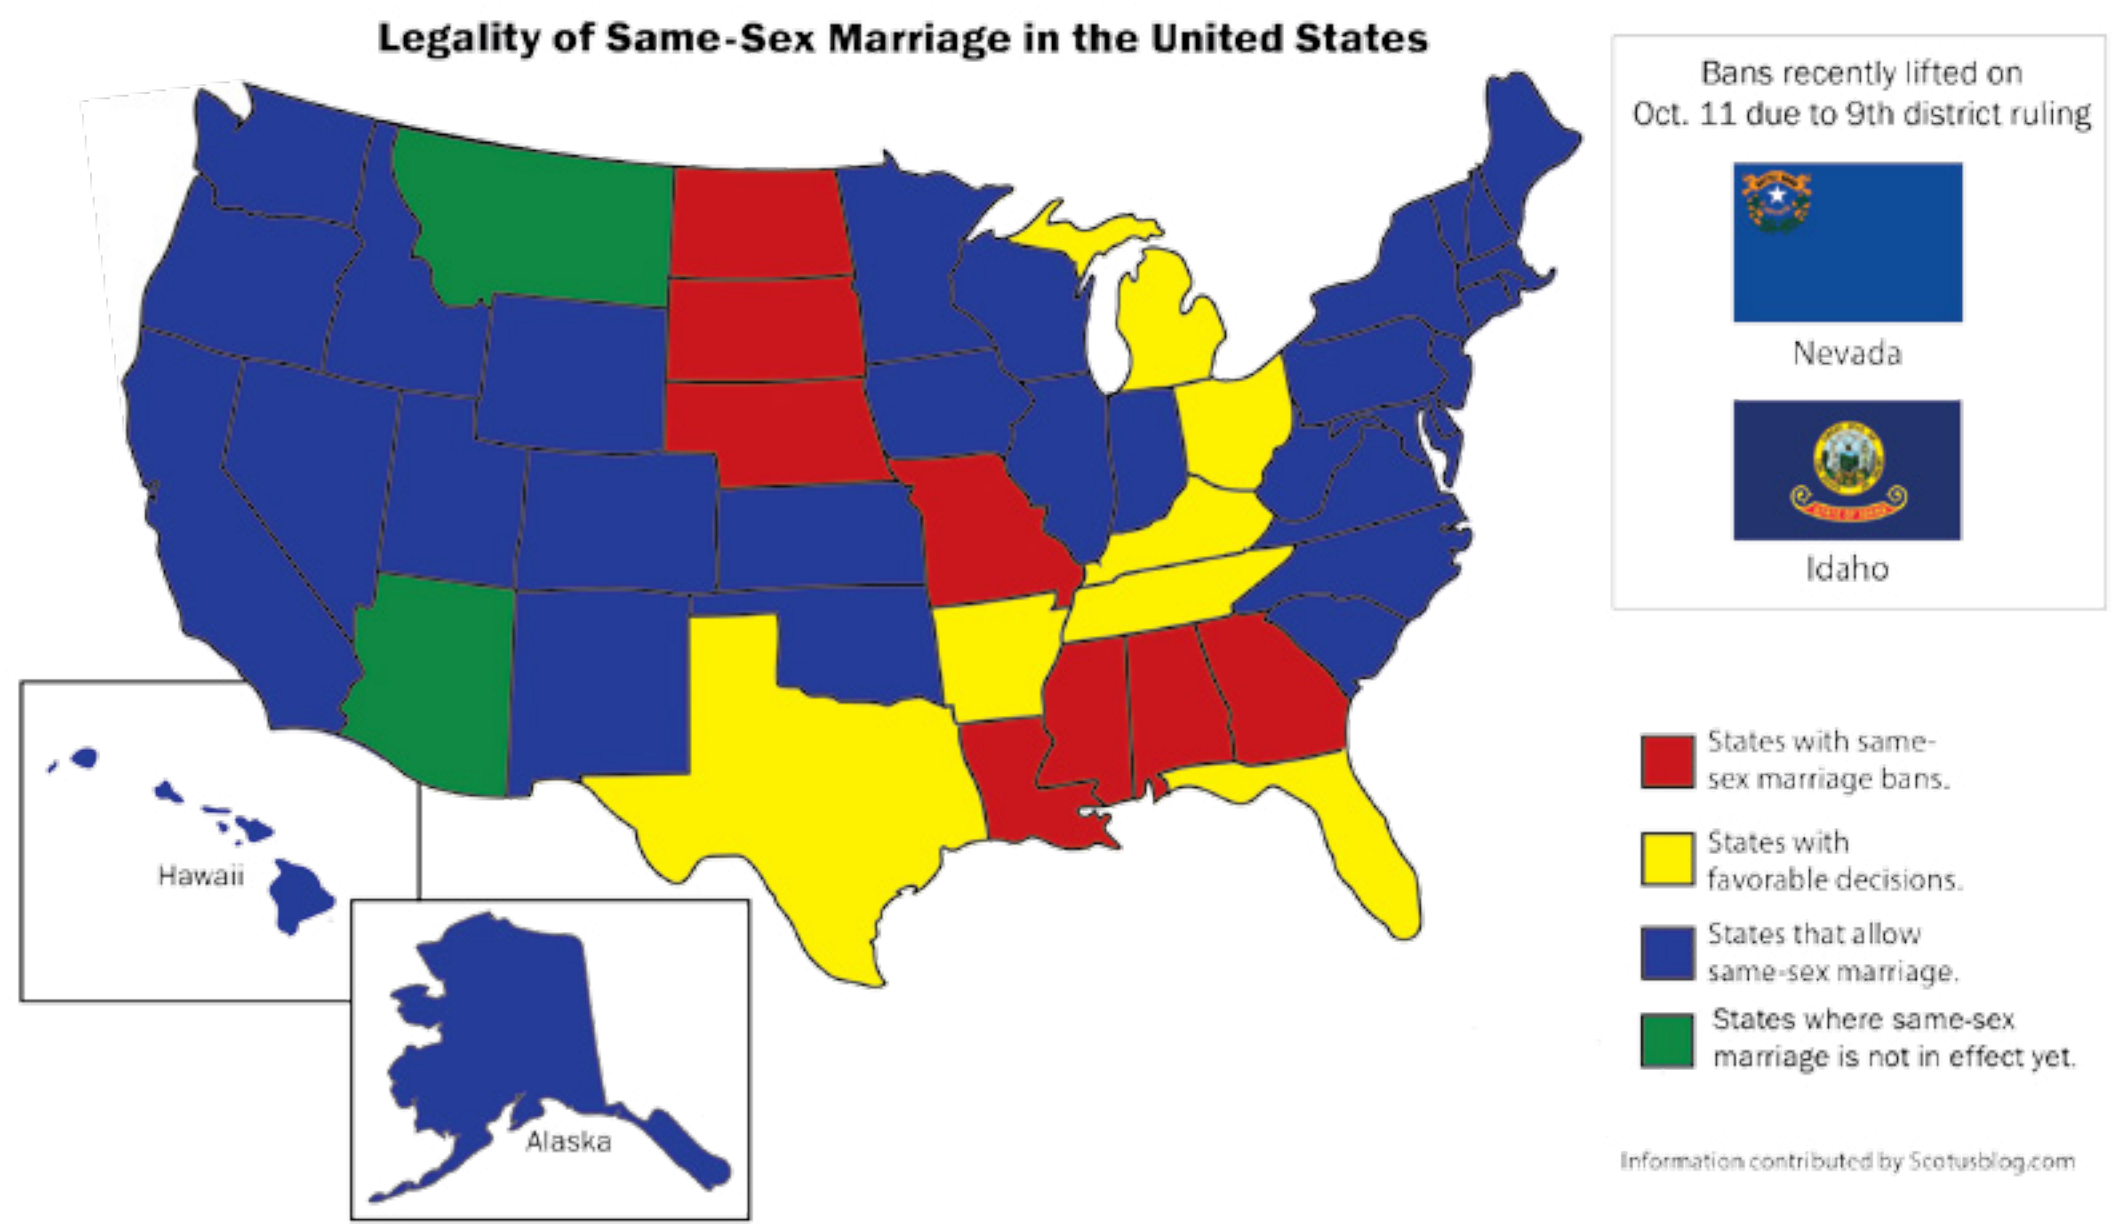 Legality of Same-Sex Marriage in the United States
Bans recently lifted on
Oct. 11 due to 9th district ruling
Nevada
Idaho
Hawaii
Alaska
States with same-
sex marriage bans.
States with
favorable decisions.
States that allow
same-sex marriage.
States where same-sex
marriage is not in effect yet.
Information contributed by Scotusblog.com